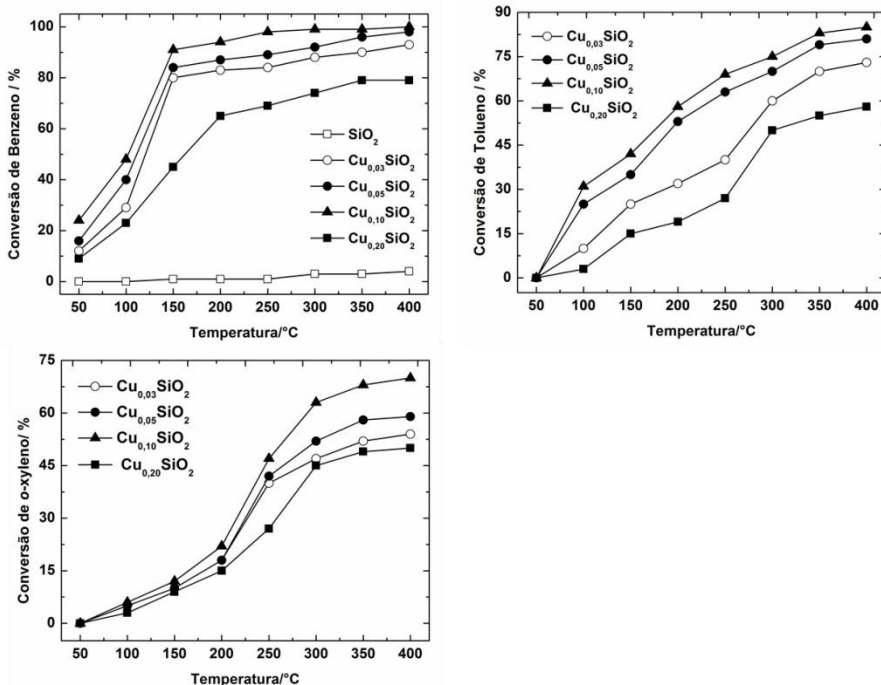 Conversão de Benzeno / %
100
80
60
40
20
0
SiO₂
Cu₀,₀₃SiO₂
Cu₀,₀₅SiO₂
Cu₀,₁₀SiO₂
Cu₀,₂₀SiO₂
50 100 150 200 250 300 350 400
Temperatura/°C
Conversão de Tolueno / %
90
75
60
45
30
15
0
Cu₀,₀₃SiO₂
Cu₀,₀₅SiO₂
Cu₀,₁₀SiO₂
Cu₀,₂₀SiO₂
50 100 150 200 250 300 350 400
Temperatura/°C
Conversão de o-xyleno/ %
75
60
45
30
15
0
Cu₀,₀₃SiO₂
Cu₀,₀₅SiO₂
Cu₀,₁₀SiO₂
Cu₀,₂₀SiO₂
50 100 150 200 250 300 350 400
Temperatura/°C